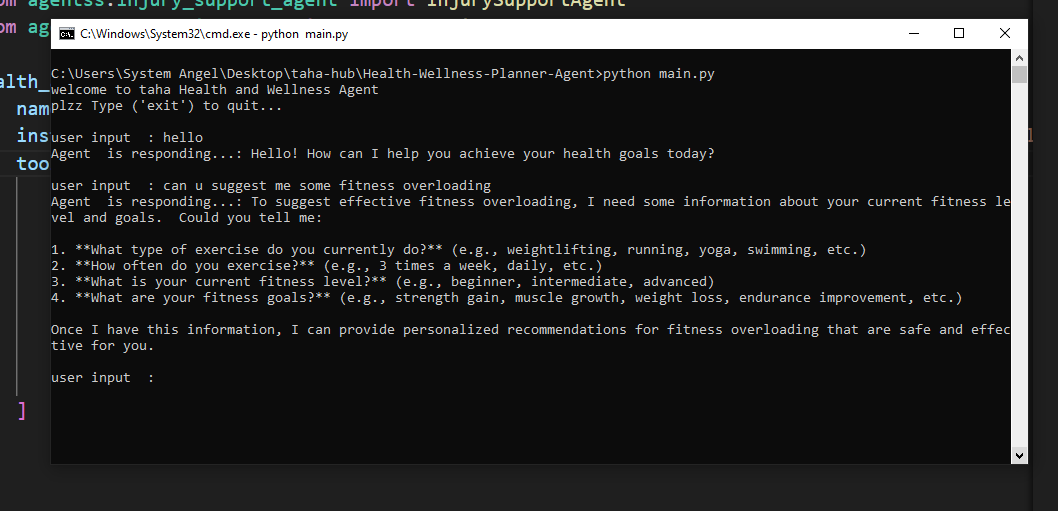 om agentss.injury_support_agent import InjurySupportAgent
om ag
C:\Windows\System32\cmd.exe - python  main.py
C:\Users\System Angel\Desktop\taha-hub\Health-Wellness-Planner-Agent>python main.py
alth_
welcome to taha Health and Wellness Agent
nam
plzz Type ('exit') to quit...
ins
user input  : hello
too
Agent  is responding...: Hello! How can I help you achieve your health goals today?
user input  : can u suggest me some fitness overloading
Agent  is responding...: To suggest effective fitness overloading, I need some information about your current fitness le
vel and goals.  Could you tell me:
1. **What type of exercise do you currently do?** (e.g., weightlifting, running, yoga, swimming, etc.)
2. **How often do you exercise?** (e.g., 3 times a week, daily, etc.)
3. **What is your current fitness level?** (e.g., beginner, intermediate, advanced)
4. **What are your fitness goals?** (e.g., strength gain, muscle growth, weight loss, endurance improvement, etc.)
Once I have this information, I can provide personalized recommendations for fitness overloading that are safe and effec
tive for you.
user input  :
]